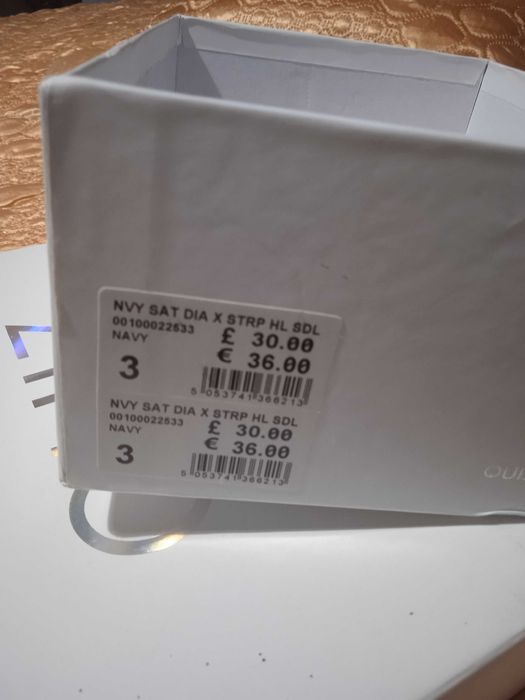 NVY SAT DIA X STRP HL SDL
00100022533
NAVY
£ 30.00
€ 36.00
3
5 053741 366213
NVY SAT DIA X STRP HL SDL
00100022533
NAVY
£ 30.00
€ 36.00
3
5 053741 366213